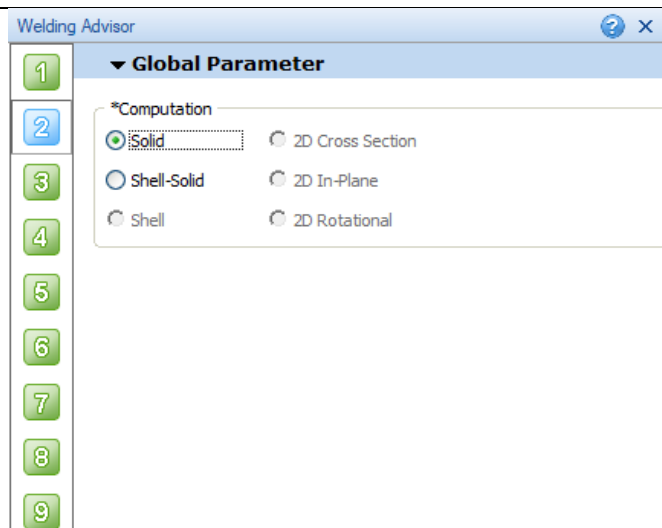 Welding Advisor
1
Global Parameter
2
*Computation
Solid
2D Cross Section
3
Shell-Solid
2D In-Plane
4
Shell
2D Rotational
5
6
7
8
9